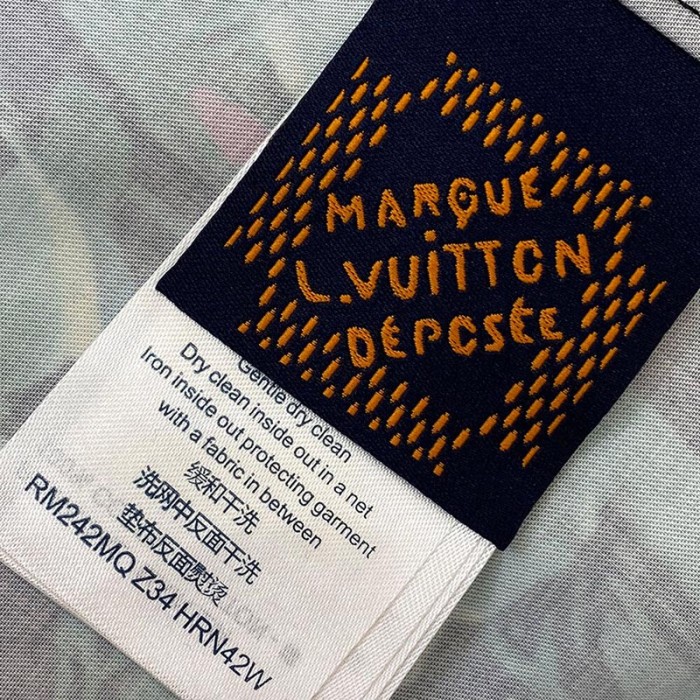 MARQUE
L.VUITTON
DÉPOSÉE
Gentle dry clean
Dry clean inside out in a net
Iron inside out protecting garment
with a fabric in between
缓和干洗
洗网中反面干洗
垫布反面熨烫
RM242MQ Z34 HRN42W